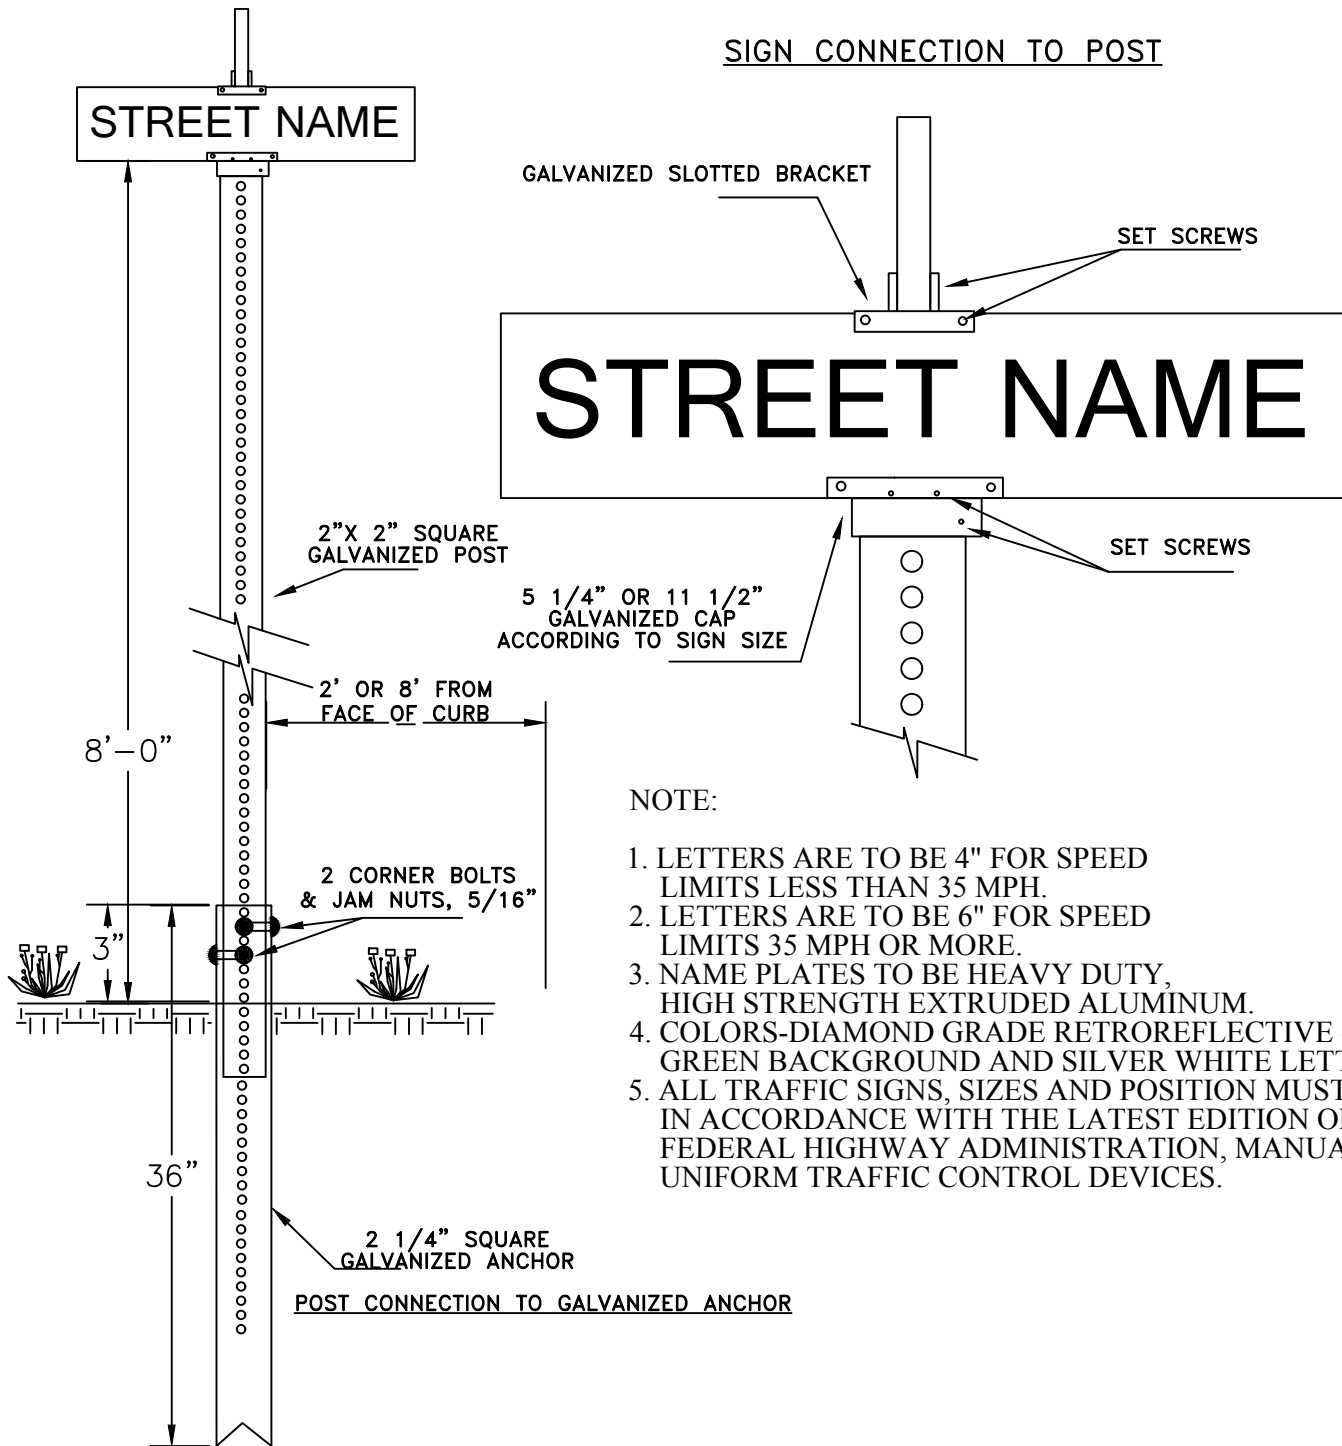 SIGN CONNECTION TO POST
STREET NAME
GALVANIZED SLOTTED BRACKET
SET SCREWS
STREET NAME
2”X 2” SQUARE
GALVANIZED POST
SET SCREWS
5 1/4” OR 11 1/2”
GALVANIZED CAP
ACCORDING TO SIGN SIZE
2' OR 8' FROM
FACE OF CURB
8'-0”
NOTE:
1. LETTERS ARE TO BE 4" FOR SPEED
LIMITS LESS THAN 35 MPH.
2. LETTERS ARE TO BE 6" FOR SPEED
LIMITS 35 MPH OR MORE.
3. NAME PLATES TO BE HEAVY DUTY,
HIGH STRENGTH EXTRUDED ALUMINUM.
4. COLORS-DIAMOND GRADE RETROREFLECTIVE
GREEN BACKGROUND AND SILVER WHITE
5. ALL TRAFFIC SIGNS, SIZES AND POSITION MUST
IN ACCORDANCE WITH THE LATEST EDITION
FEDERAL HIGHWAY ADMINISTRATION,
UNIFORM TRAFFIC CONTROL DEVICES.
2 CORNER BOLTS
& JAM NUTS, 5/16”
3”
36”
2 1/4” SQUARE
GALVANIZED ANCHOR
POST CONNECTION TO GALVANIZED ANCHOR